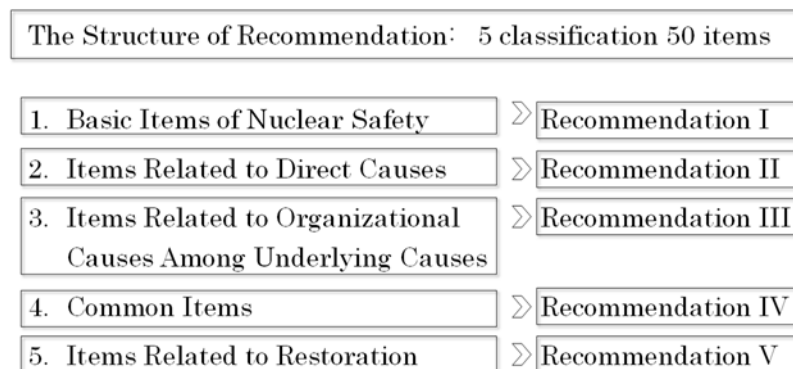 The Structure of Recommendation: 5 classification 50 items
1. Basic Items of Nuclear Safety
Recommendation I
2. Items Related to Direct Causes
Recommendation II
3. Items Related to Organizational
Causes Among Underlying Causes
Recommendation III
4. Common Items
Recommendation IV
5. Items Related to Restoration
Recommendation V